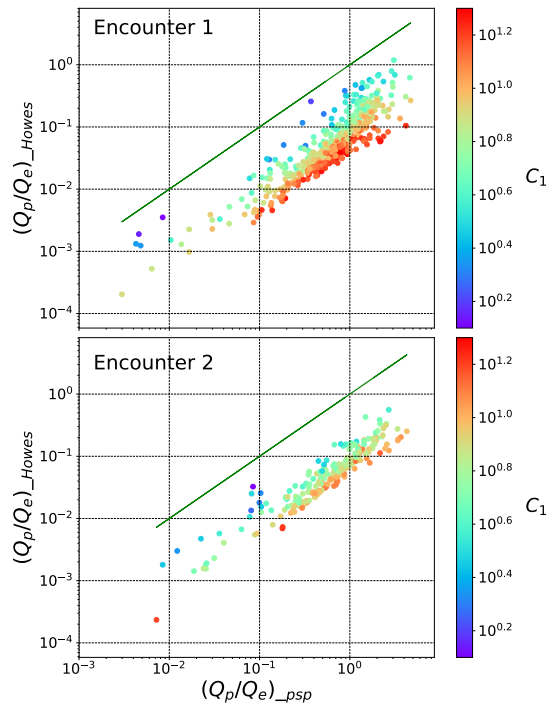 Encounter 1
10^0
10^{-1}
10^{-2}
10^{-3}
10^{-4}
(Q_p/Q_e)_Howes
10^{1.2}
10^{1.0}
10^{0.8}
10^{0.6}
10^{0.4}
10^{0.2}
C_1
Encounter 2
10^0
10^{-1}
10^{-2}
10^{-3}
10^{-4}
(Q_p/Q_e)_Howes
10^{1.2}
10^{1.0}
10^{0.8}
10^{0.6}
10^{0.4}
10^{0.2}
C_1
10^{-3} 10^{-2} 10^{-1} 10^0
(Q_p/Q_e)_psp